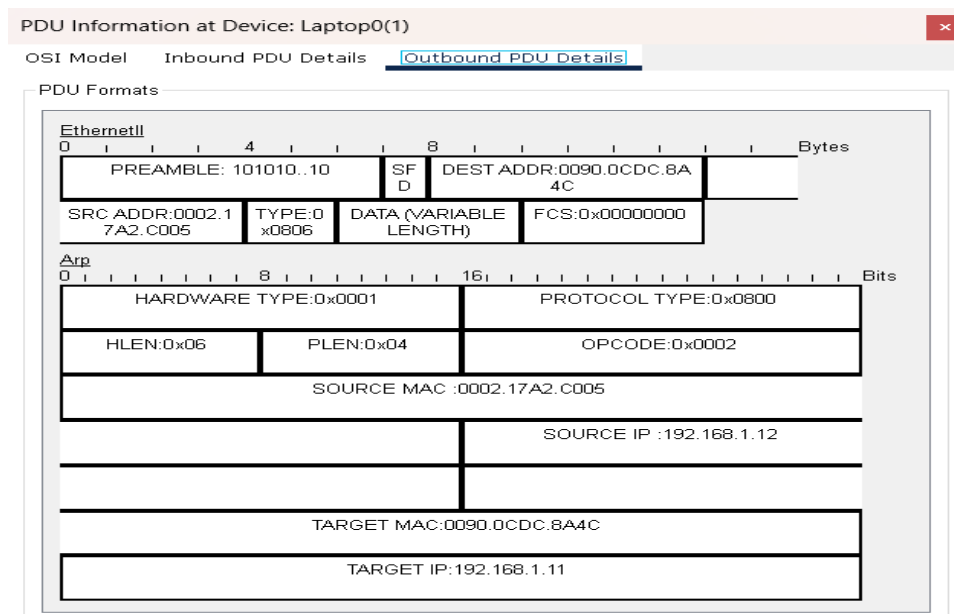 PDU Information at Device: Laptop0(1)
×
OSI Model Inbound PDU Details Outbound PDU Details
PDU Formats
EthernetII
0 4 8 Bytes
PREAMBLE: 101010..10
SF
D
DEST ADDR:0090.0CDC.8A
4C
SRC ADDR:0002.1
7A2.C005
TYPE:0
x0806
DATA (VARIABLE
LENGTH)
FCS:0x00000000
Arp
0 8 16 Bits
HARDWARE TYPE:0x0001 PROTOCOL TYPE:0x0800
HLEN:0x06 PLEN:0x04 OPCODE:0x0002
SOURCE MAC :0002.17A2.C005
SOURCE IP :192.168.1.12
TARGET MAC:0090.0CDC.8A4C
TARGET IP:192.168.1.11